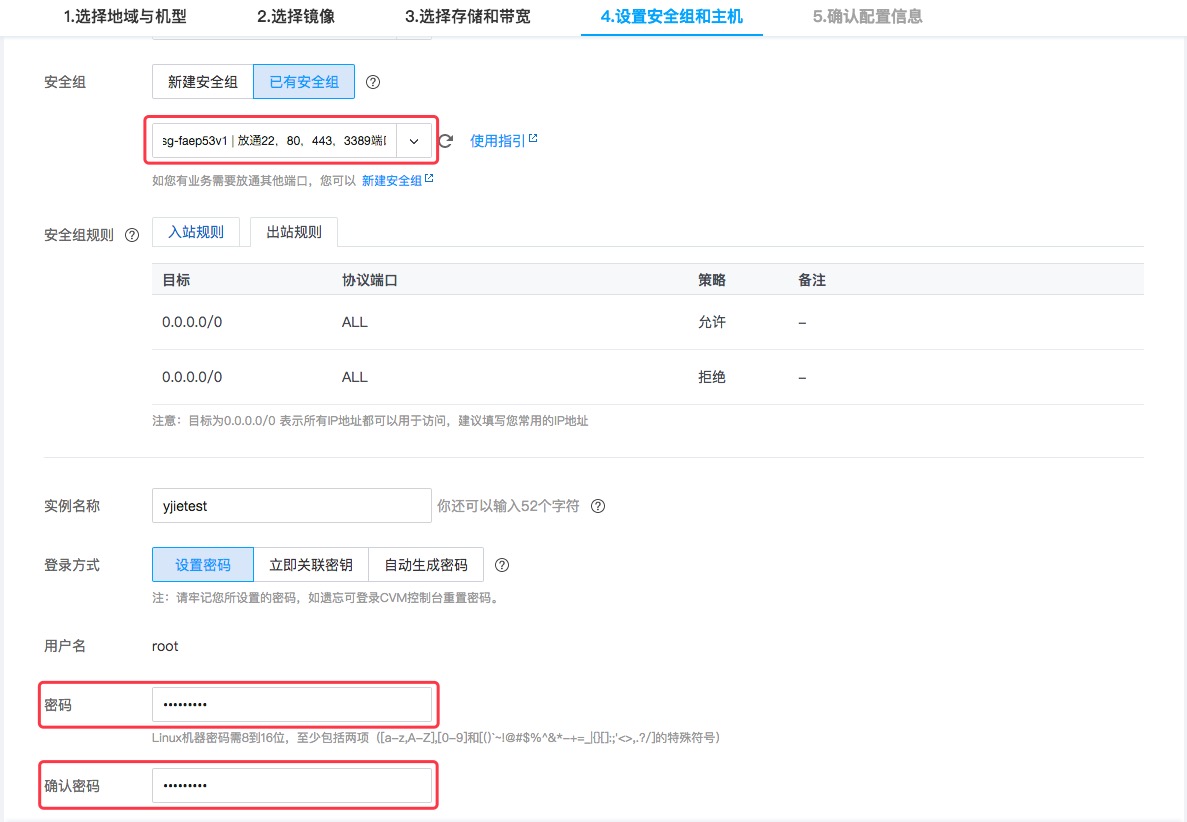 1.选择地域与机型 2.选择镜像 3.选择存储和带宽 4.设置安全组和主机 5.确认配置信息
安全组 新建安全组 已有安全组 ?
sg-faep53v1 | 放通22，80，443，3389端口 使用指引
如您有业务需要放通其他端口，您可以 新建安全组
安全组规则 ? 入站规则 出站规则
目标 协议端口 策略 备注
0.0.0.0/0 ALL 允许 –
0.0.0.0/0 ALL 拒绝 –
注意：目标为0.0.0.0/0 表示所有IP地址都可以用于访问，建议填写您常用的IP地址
实例名称 yjietest 你还可以输入52个字符 ?
登录方式 设置密码 立即关联密钥 自动生成密码 ?
注：请牢记您所设置的密码，如遗忘可登录CVM控制台重置密码。
用户名 root
密码 •••••••••
Linux机器密码需8到16位，至少包括两项（[a-z,A-Z],[0-9]和[()`~!@#$%^&*-+=_|{}[]:;'<>,.?/]的特殊符号）
确认密码 •••••••••